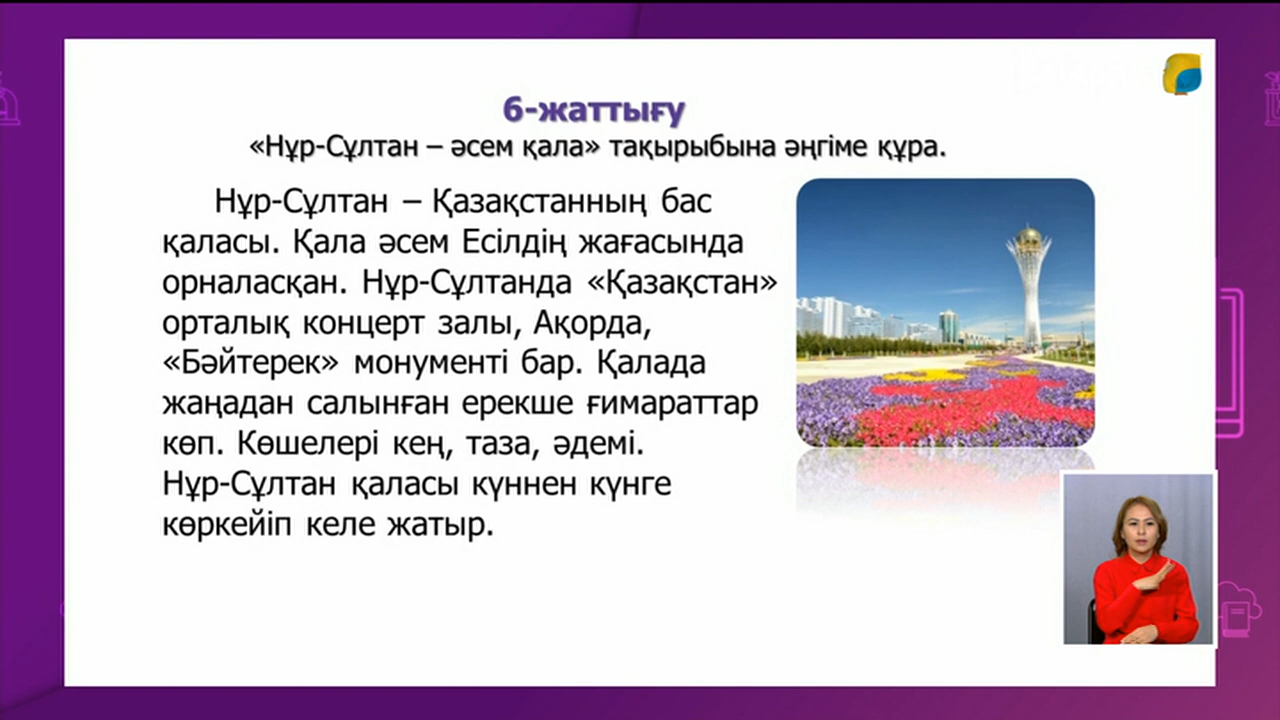 6-жаттығу
«Нұр-Сұлтан – әсем қала» тақырыбына әңгіме құра.
Нұр-Сұлтан – Қазақстанның бас
қаласы. Қала әсем Есілдің жағасында
орналасқан. Нұр-Сұлтанда «Қазақстан»
орталық концерт залы, Ақорда,
«Бәйтерек» монументі бар. Қалада
жаңадан салынған ерекше ғимараттар
көп. Көшелері кең, таза, әдемі.
Нұр-Сұлтан қаласы күннен күнге
көркейіп келе жатыр.